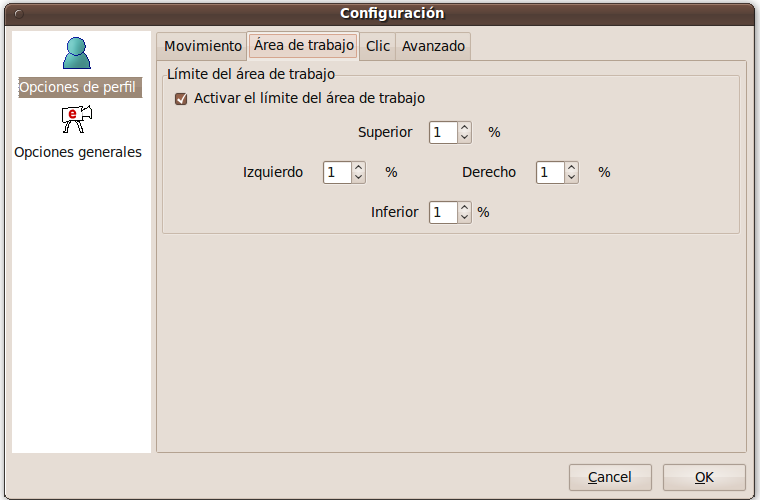 Configuración
Movimiento Área de trabajo Clic Avanzado
Opciones de perfil
e
Opciones generales
Límite del área de trabajo
Activar el límite del área de trabajo
Superior 1 %
Izquierdo 1 % Derecho 1 %
Inferior 1 %
Cancel OK